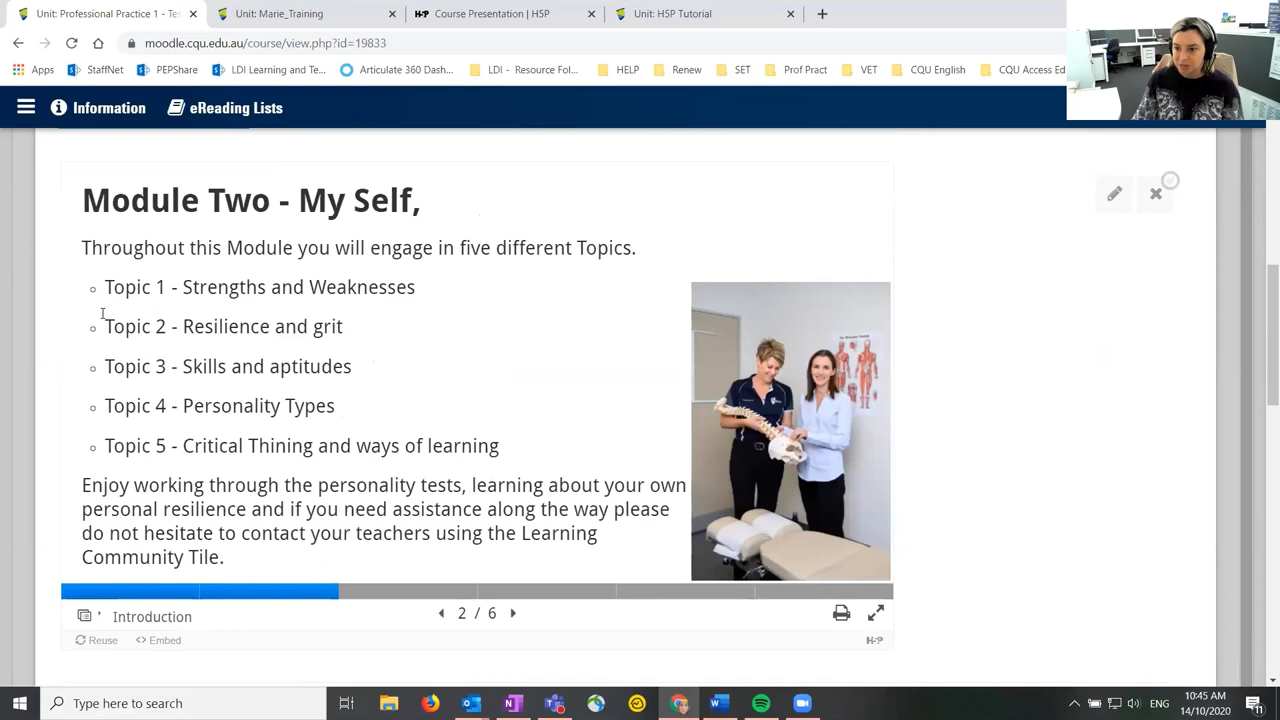 Unit: Professional Practice 1 - Tes
Unit: Marie_Training
H-P Course Presentation | H5P
Unit: H5P Tutorial
moodle.cqu.edu.au/course/view.php?id=19833
Apps StaffNet PEPShare LDI Learning and Te... Articulate 360 Das LDI - Resource Fol... HELP Renew SET Prof Pract VET CQU English CQU Access Ed
Information eReading Lists
Module Two - My Self,
Throughout this Module you will engage in five different Topics.
Topic 1 - Strengths and Weaknesses
Topic 2 - Resilience and grit
Topic 3 - Skills and aptitudes
Topic 4 - Personality Types
Topic 5 - Critical Thining and ways of learning
Enjoy working through the personality tests, learning about your own
personal resilience and if you need assistance along the way please
do not hesitate to contact your teachers using the Learning
Community Tile.
Introduction
2 / 6
Reuse Embed
H-P
Type here to search
ENG
10:45 AM
14/10/2020
11